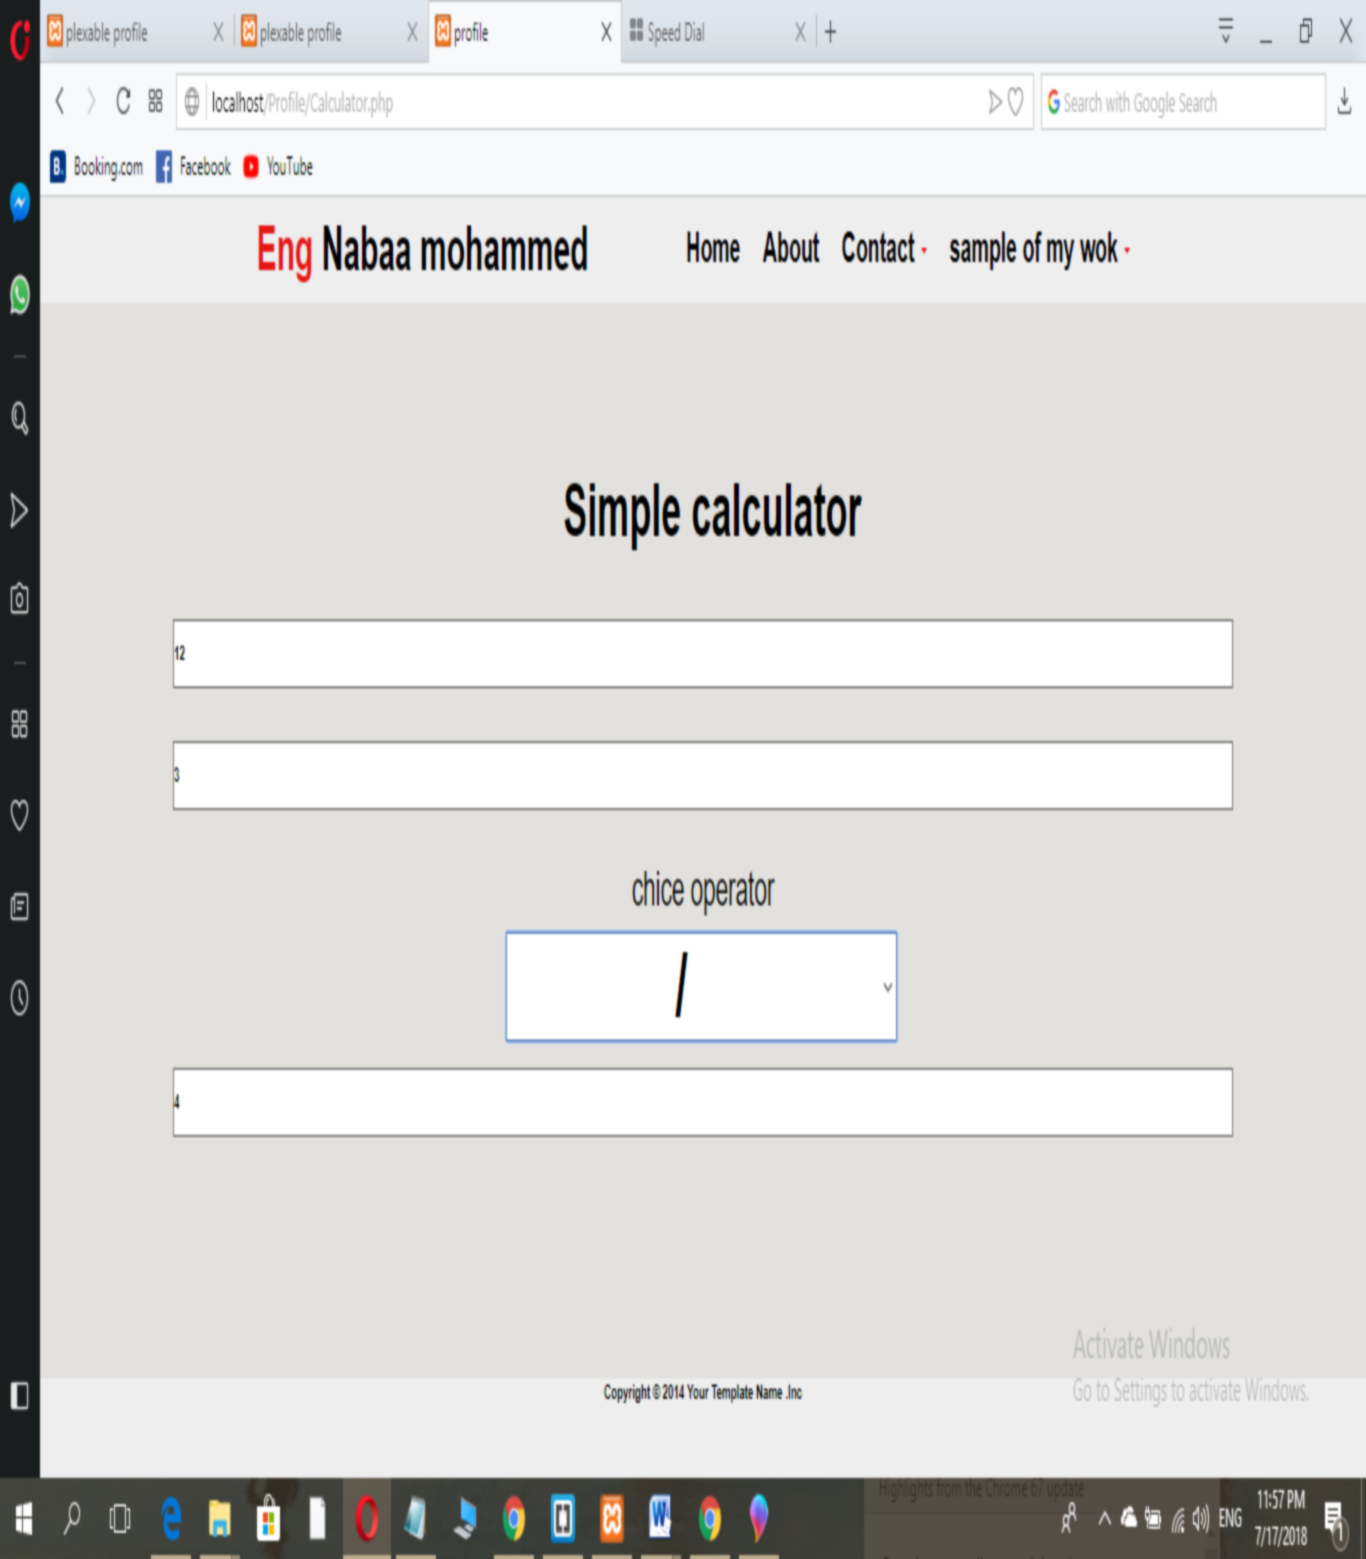 plexable profile
plexable profile
profile
Speed Dial
localhost/Profile/Calculator.php
Search with Google Search
Booking.com
Facebook
YouTube
Eng Nabaa mohammed
Home
About
Contact
sample of my wok
Simple calculator
12
3
chice operator
/
4
Activate Windows
Go to Settings to activate Windows.
Copyright © 2014 Your Template Name .Inc
Highlights from the Chrome 67 update
ENG
11:57 PM
7/17/2018
1